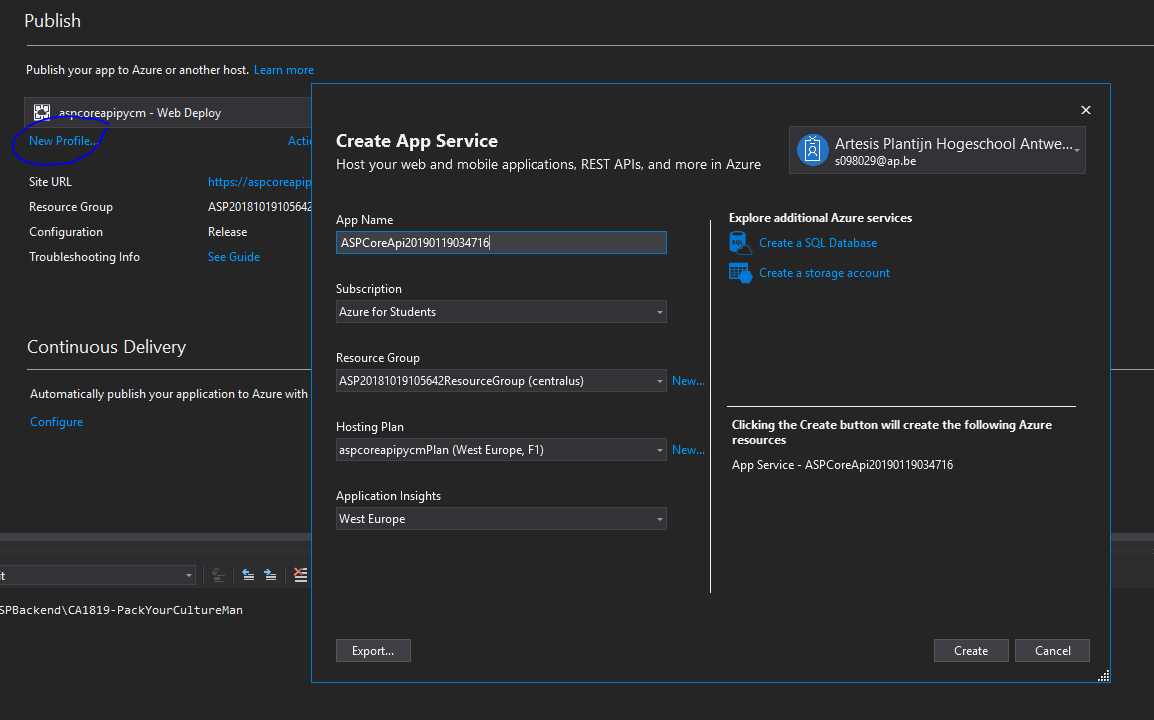 Publish
Publish your app to Azure or another host. Learn more
aspcoreapipycm - Web Deploy
New Profile...
Actio
Site URL
https://aspcoreapip
Resource Group
ASP20181019105642
Configuration
Release
Troubleshooting Info
See Guide
Continuous Delivery
Automatically publish your application to Azure with
Configure
it
SPBackend\CA1819-PackYourCultureMan
Create App Service
Host your web and mobile applications, REST APIs, and more in Azure
Artesis Plantijn Hogeschool Antwe...
s098029@ap.be
App Name
ASPCoreApi20190119034716
Subscription
Azure for Students
Resource Group
ASP20181019105642ResourceGroup (centralus)
New...
Hosting Plan
aspcoreapipycmPlan (West Europe, F1)
New...
Application Insights
West Europe
Explore additional Azure services
SQL
Create a SQL Database
Create a storage account
Clicking the Create button will create the following Azure
resources
App Service - ASPCoreApi20190119034716
Export...
Create
Cancel